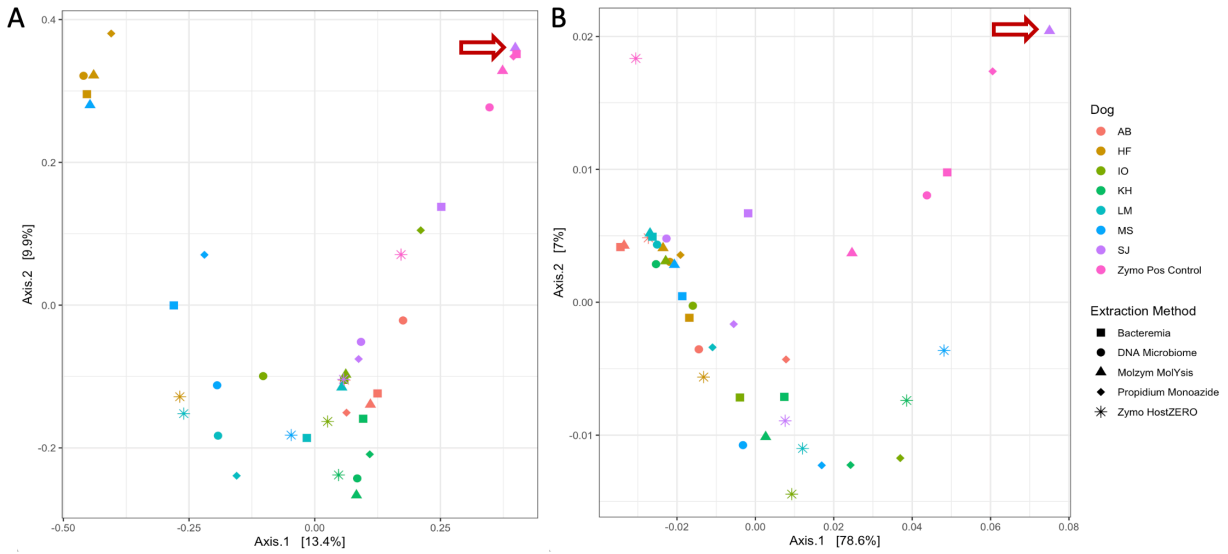 A
0.4
0.2
0.0
-0.2
Axis.2 [9.9%]
-0.50
-0.25
0.00
0.25
Axis.1 [13.4%]
B
0.02
0.01
0.00
-0.01
Axis.2 [7%]
-0.02
0.00
0.02
0.04
0.06
0.08
Axis.1 [78.6%]
Dog
AB
HF
IO
KH
LM
MS
SJ
Zymo Pos Control
Extraction Method
Bacteremia
DNA Microbiome
Molzym MolYsis
Propidium Monoazide
Zymo HostZERO